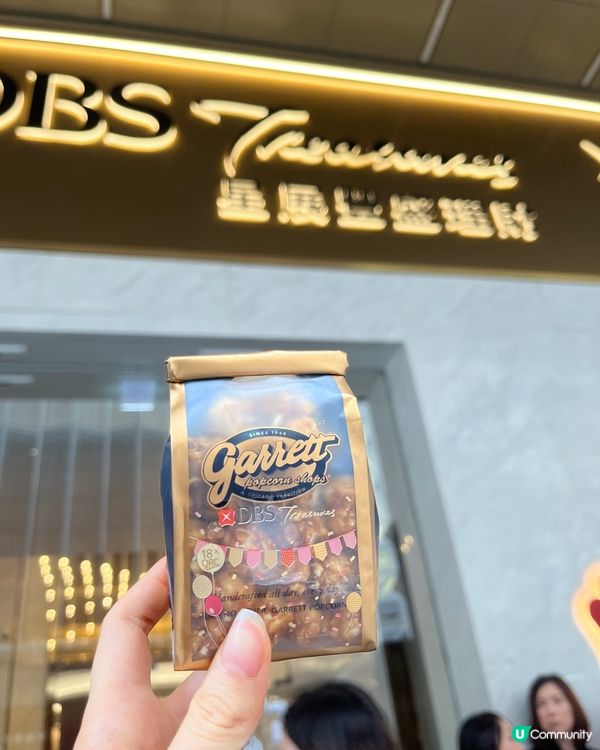 DBS Treasures
星展豐盛理財
SINCE 1949
Garrett
popcorn shops®
A CHICAGO TRADITION
DBS Treasures
18×
QRC
Handcrafted all day, every day
GARRETT POPCORN
U Community